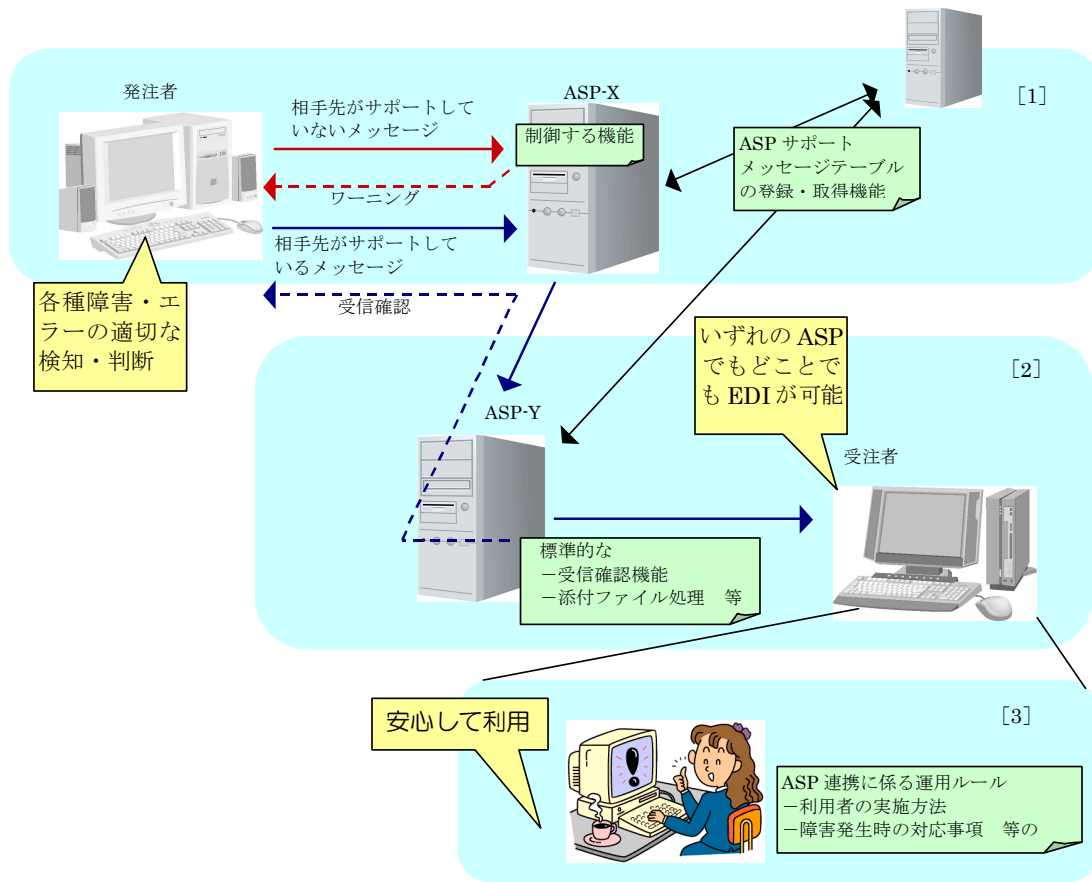 [1]
発注者
ASP-X
相手先がサポートして
いないメッセージ
制御する機能
ASP サポート
メッセージテーブル
の登録・取得機能
ワーニング
相手先がサポートして
いるメッセージ
受信確認
各種障害・エ
ラーの適切な
検知・判断
[2]
いずれの ASP
でもどことで
も EDI が可能
ASP-Y
受注者
標準的な
－受信確認機能
－添付ファイル処理　等
[3]
安心して利用
ASP 連携に係る運用ルール
－利用者の実施方法
－障害発生時の対応事項　等の